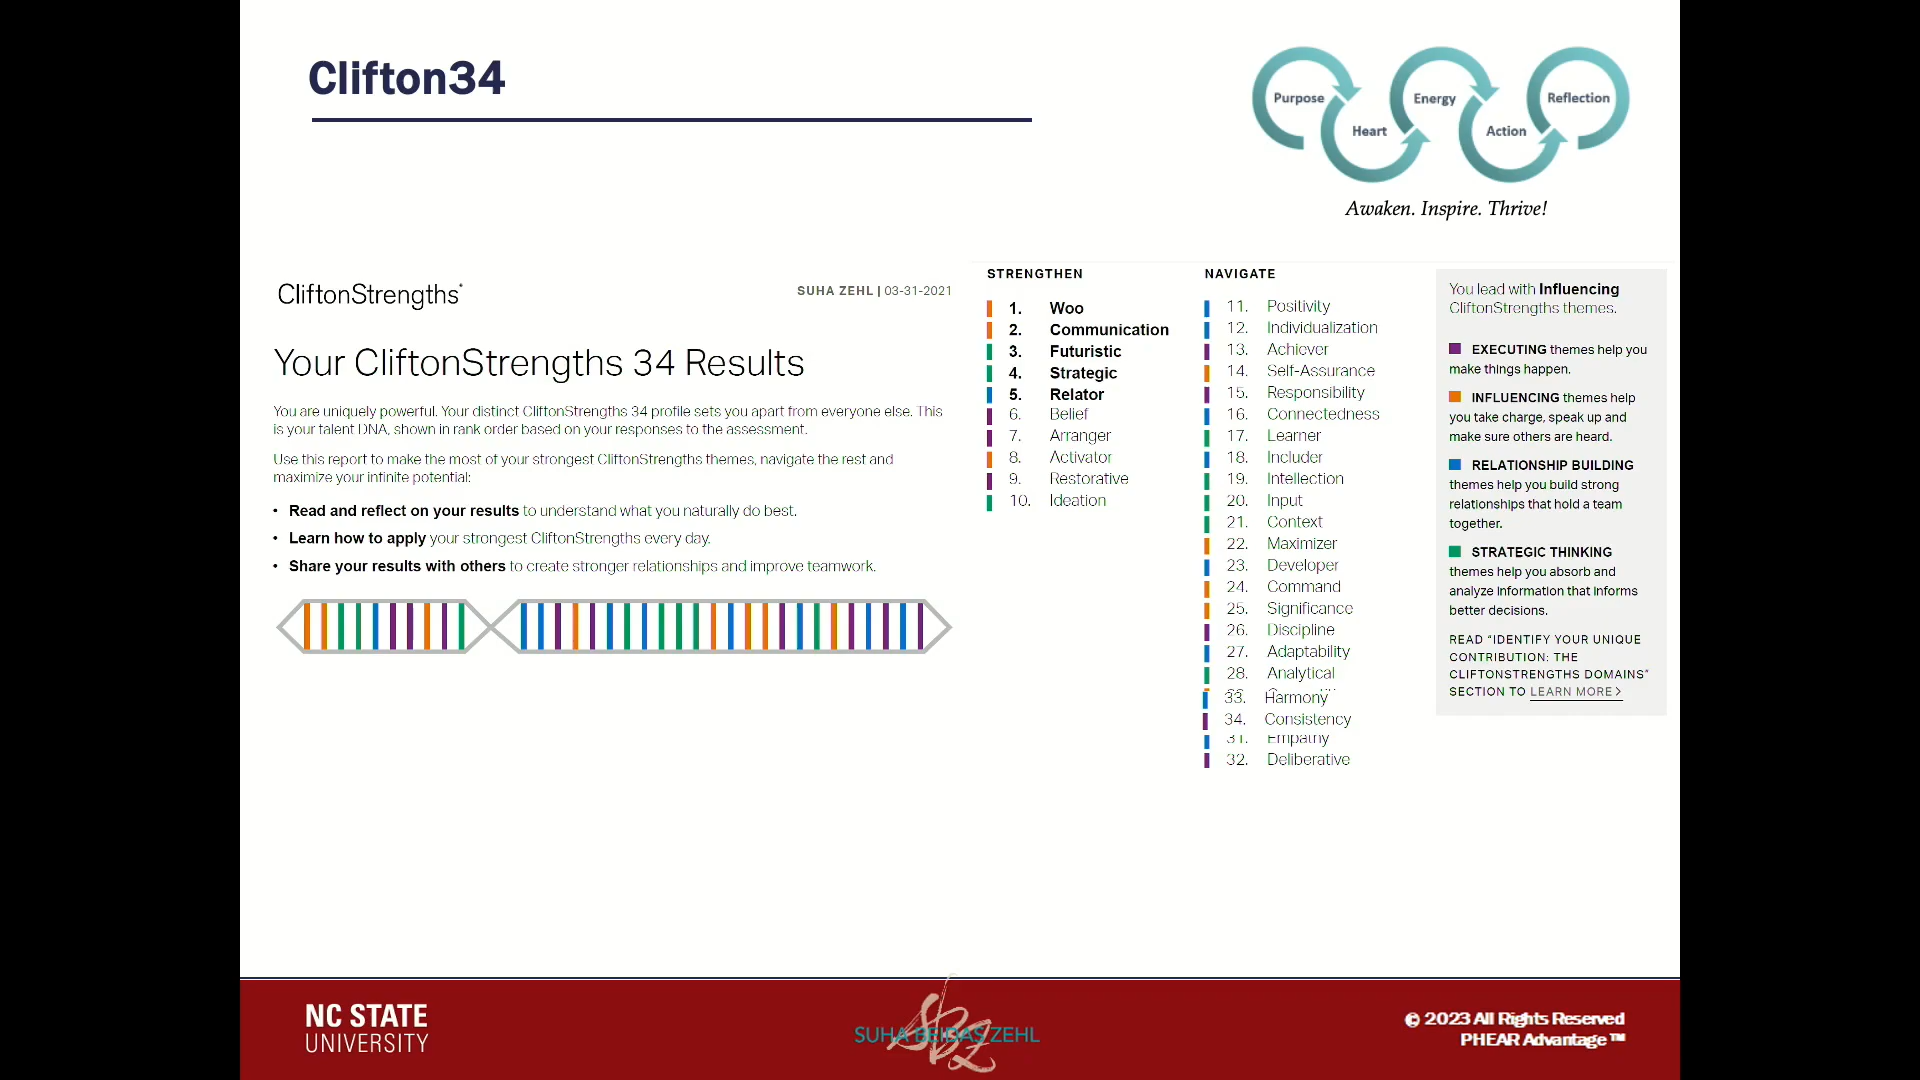 Clifton34
Purpose
Heart
Energy
Action
Reflection
Awaken. Inspire. Thrive!
CliftonStrengths®
SUHA ZEHL | 03-31-2021
Your CliftonStrengths 34 Results
You are uniquely powerful. Your distinct CliftonStrengths 34 profile sets you apart from everyone else. This
is your talent DNA, shown in rank order based on your responses to the assessment.
Use this report to make the most of your strongest CliftonStrengths themes, navigate the rest and
maximize your infinite potential:
• Read and reflect on your results to understand what you naturally do best.
• Learn how to apply your strongest CliftonStrengths every day.
• Share your results with others to create stronger relationships and improve teamwork.
STRENGTHEN
1. Woo
2. Communication
3. Futuristic
4. Strategic
5. Relator
6. Belief
7. Arranger
8. Activator
9. Restorative
10. Ideation
NAVIGATE
11. Positivity
12. Individualization
13. Achiever
14. Self-Assurance
15. Responsibility
16. Connectedness
17. Learner
18. Includer
19. Intellection
20. Input
21. Context
22. Maximizer
23. Developer
24. Command
25. Significance
26. Discipline
27. Adaptability
28. Analytical
33. Harmony
34. Consistency
31. Empathy
32. Deliberative
You lead with Influencing
CliftonStrengths themes.
EXECUTING themes help you
make things happen.
INFLUENCING themes help
you take charge, speak up and
make sure others are heard.
RELATIONSHIP BUILDING
themes help you build strong
relationships that hold a team
together.
STRATEGIC THINKING
themes help you absorb and
analyze information that informs
better decisions.
READ “IDENTIFY YOUR UNIQUE
CONTRIBUTION: THE
CLIFTONSTRENGTHS DOMAINS”
SECTION TO LEARN MORE >
NC STATE
UNIVERSITY
SUHA BEIDAS ZEHL
sbz
© 2023 All Rights Reserved
PHEAR Advantage™